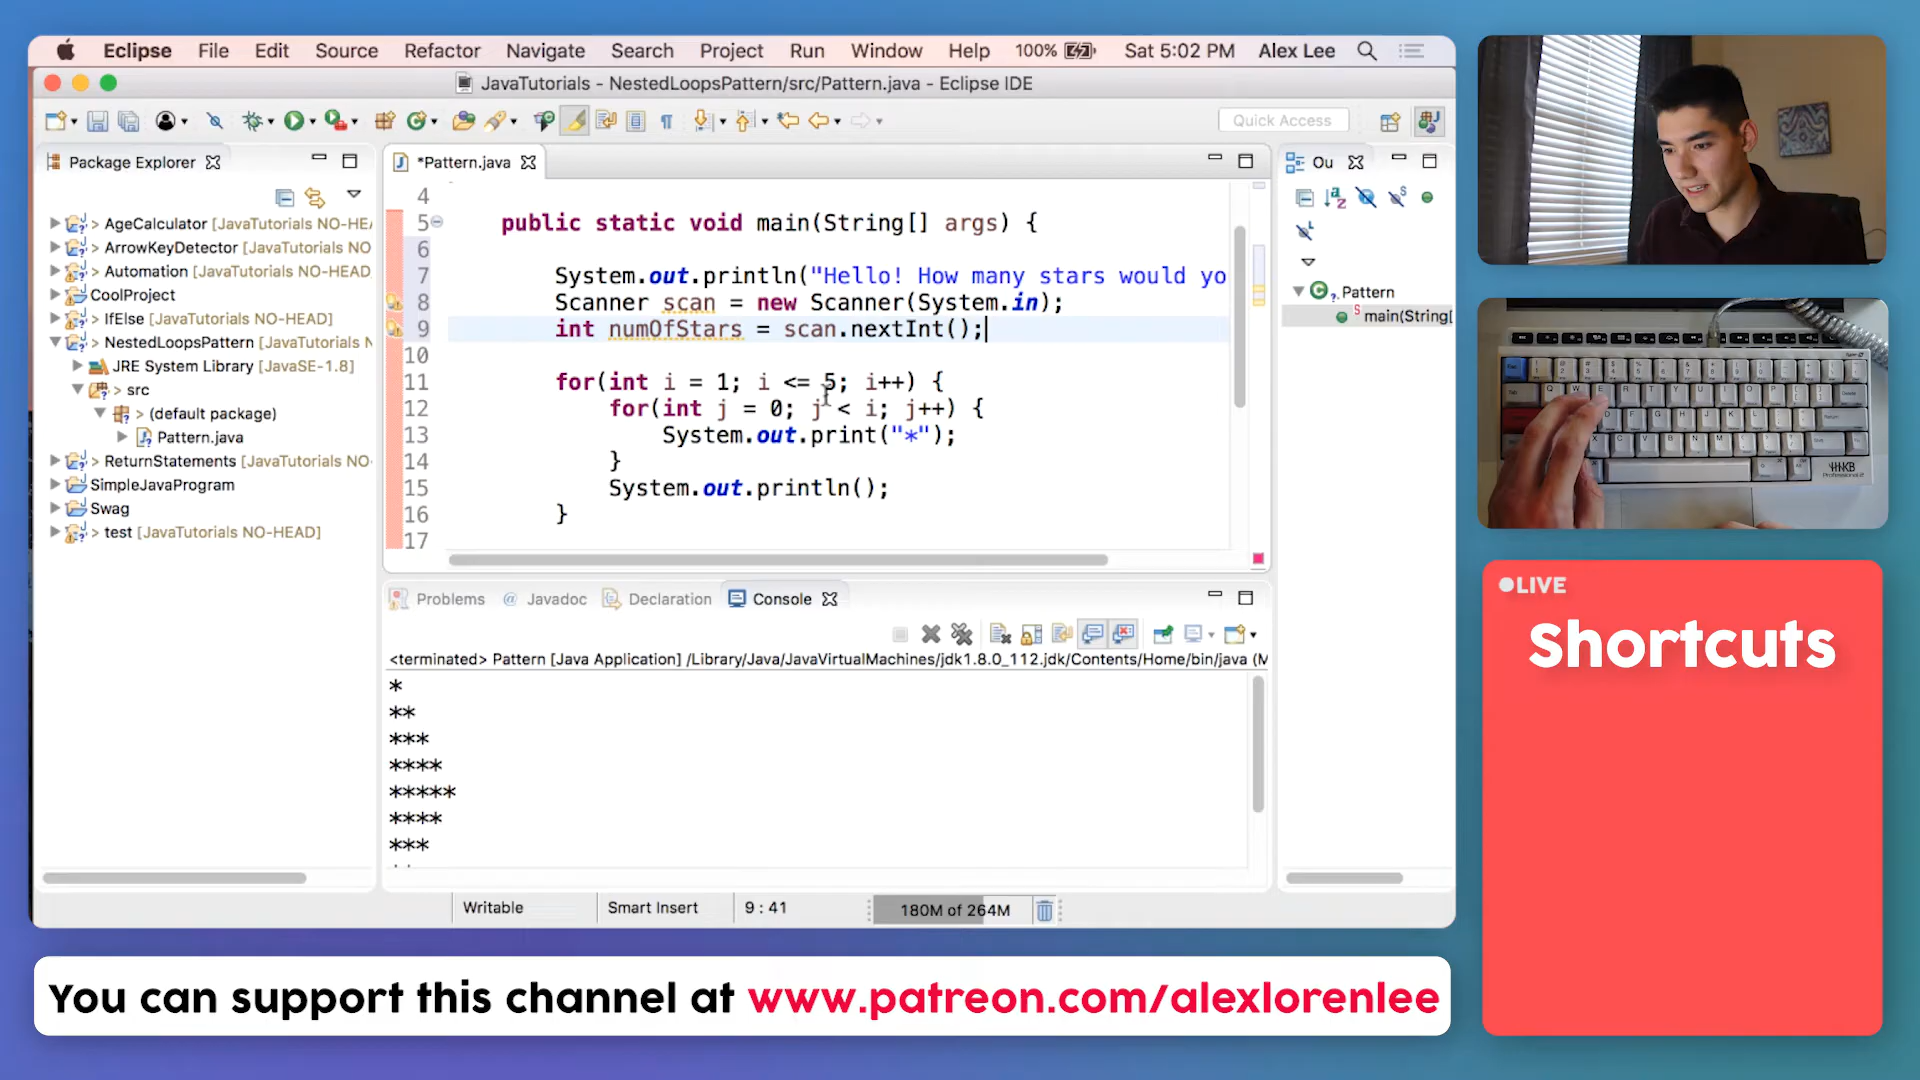 Eclipse File Edit Source Refactor Navigate Search Project Run Window Help 100% Sat 5:02 PM Alex Lee
JavaTutorials - NestedLoopsPattern/src/Pattern.java - Eclipse IDE
Quick Access
Package Explorer
> AgeCalculator [JavaTutorials NO-HE
> ArrowKeyDetector [JavaTutorials NO
> Automation [JavaTutorials NO-HEAD
CoolProject
> IfElse [JavaTutorials NO-HEAD]
> NestedLoopsPattern [JavaTutorials N
JRE System Library [JavaSE-1.8]
> src
> (default package)
Pattern.java
> ReturnStatements [JavaTutorials NO-
SimpleJavaProgram
Swag
> test [JavaTutorials NO-HEAD]
*Pattern.java
4
5 public static void main(String[] args) {
6
7 System.out.println("Hello! How many stars would yo
8 Scanner scan = new Scanner(System.in);
9 int numOfStars = scan.nextInt();
10
11 for(int i = 1; i <= 5; i++) {
12 for(int j = 0; j < i; j++) {
13 System.out.print("*");
14 }
15 System.out.println();
16 }
17
Problems @ Javadoc Declaration Console
<terminated> Pattern [Java Application] /Library/Java/JavaVirtualMachines/jdk1.8.0_112.jdk/Contents/Home/bin/java (M
*
**
***
****
*****
****
***
Writable Smart Insert 9 : 41 180M of 264M
Ou
Pattern
main(String[
LIVE
Shortcuts
You can support this channel at www.patreon.com/alexlorenlee